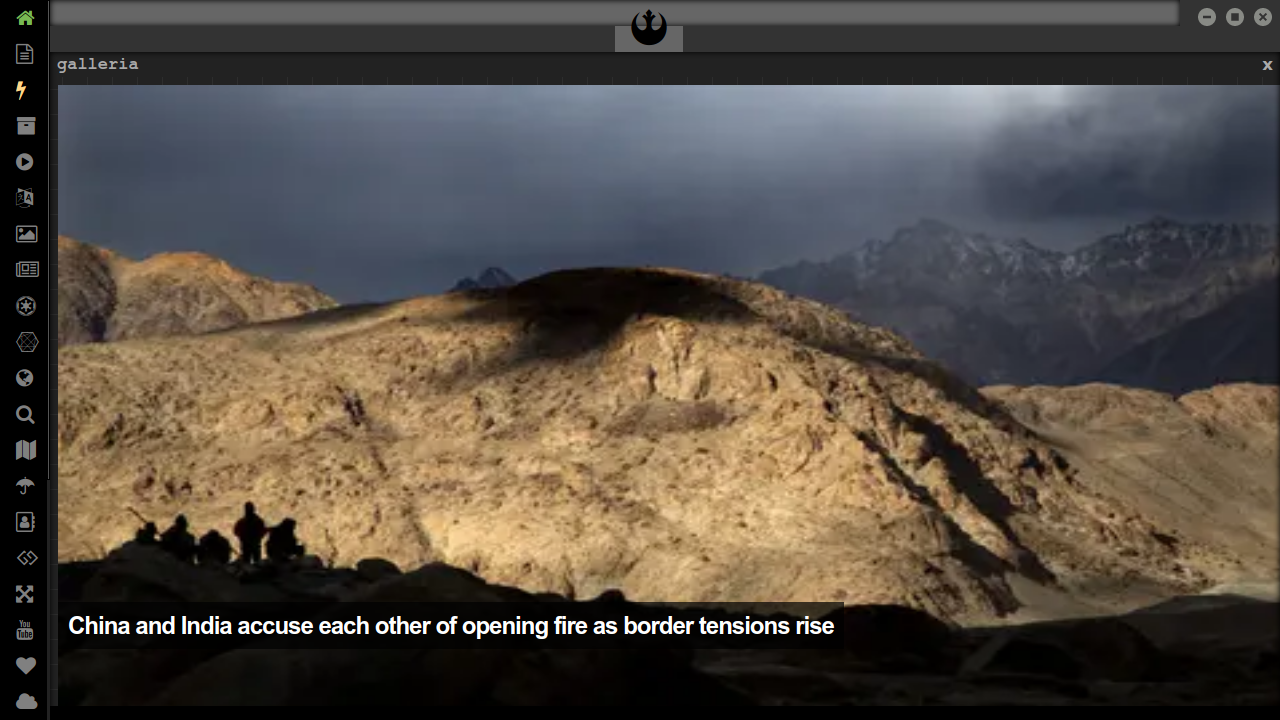 galleria
x
China and India accuse each other of opening fire as border tensions rise
You
Tube